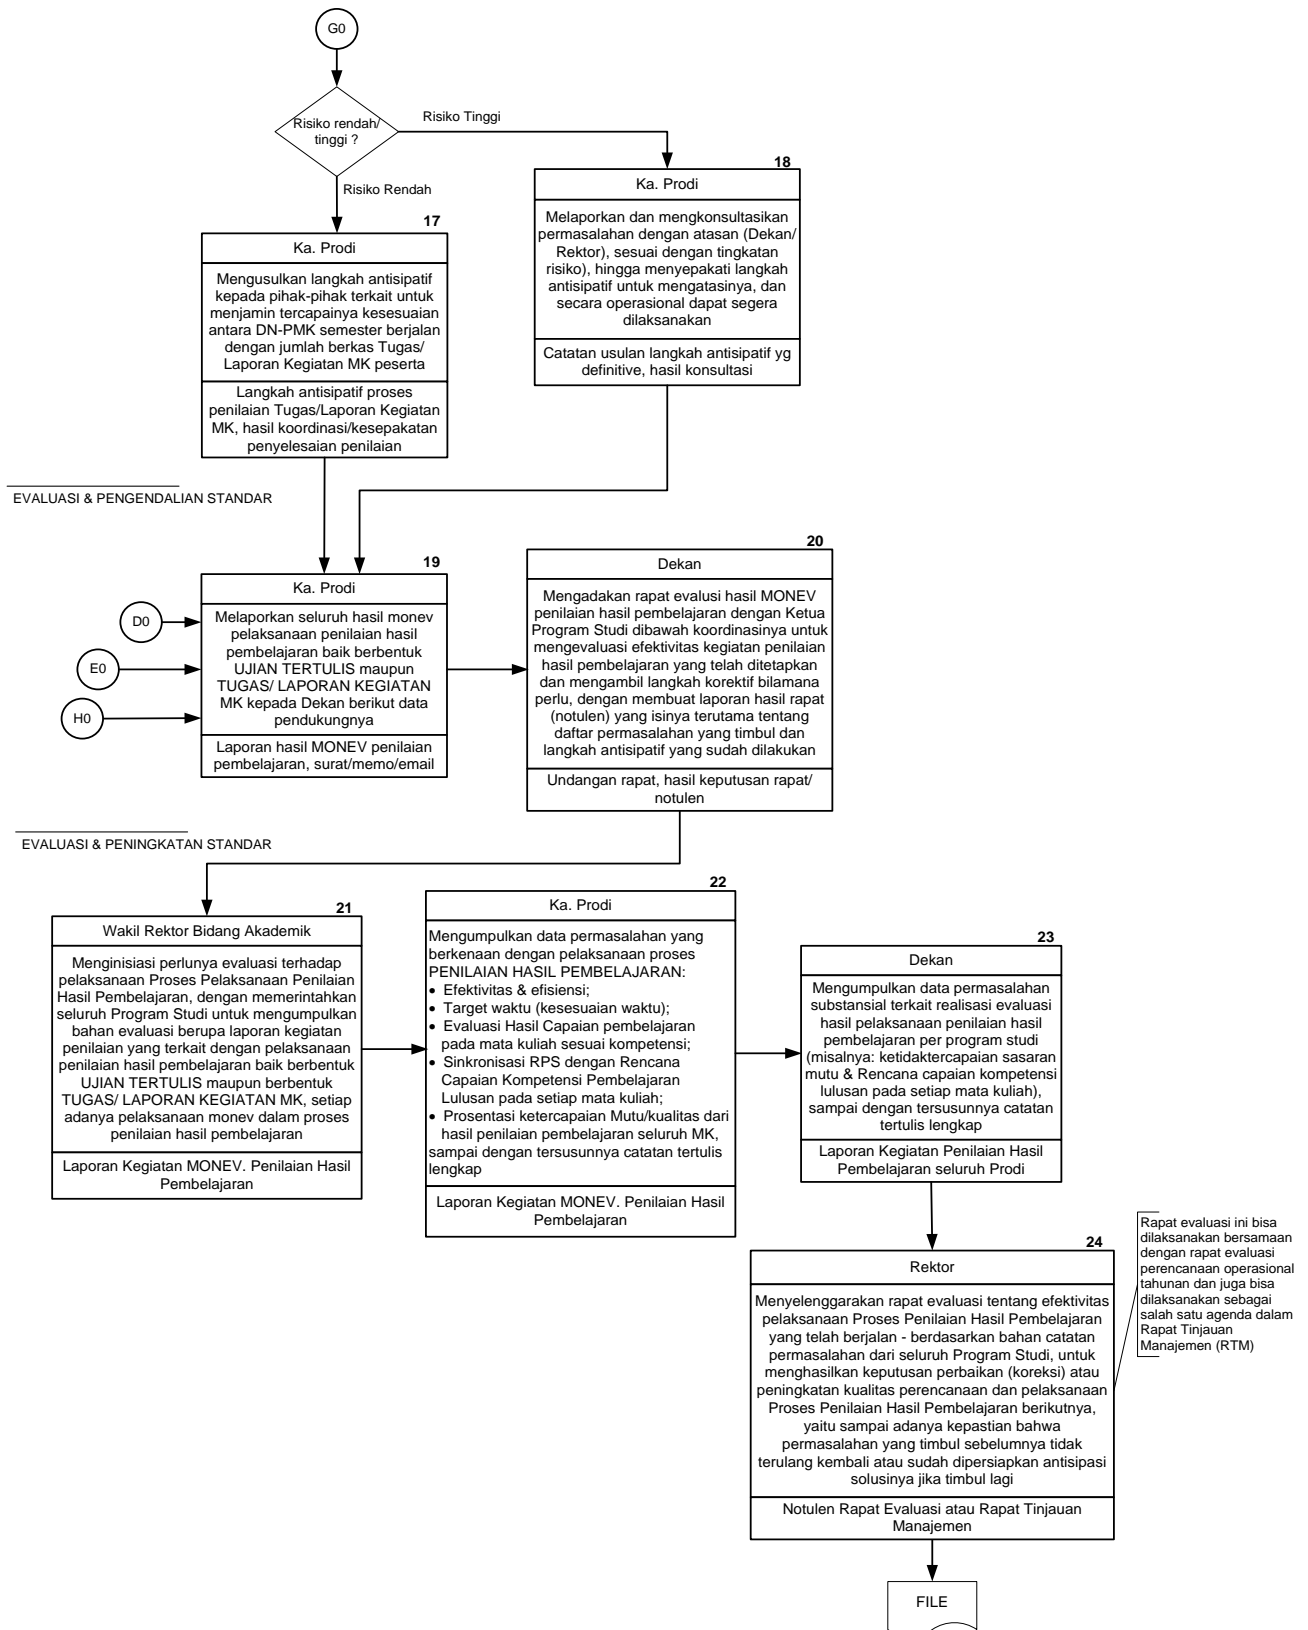 G0
Risiko rendah/
tinggi ?
Risiko Tinggi
Risiko Rendah
17
Ka. Prodi
Mengusulkan langkah antisipatif
kepada pihak-pihak terkait untuk
menjamin tercapainya kesesuaian
antara DN-PMK semester berjalan
dengan jumlah berkas Tugas/
Laporan Kegiatan MK peserta
Langkah antisipatif proses
penilaian Tugas/Laporan Kegiatan
MK, hasil koordinasi/kesepakatan
penyelesaian penilaian
18
Ka. Prodi
Melaporkan dan mengkonsultasikan
permasalahan dengan atasan (Dekan/
Rektor), sesuai dengan tingkatan
risiko), hingga menyepakati langkah
antisipatif untuk mengatasinya, dan
secara operasional dapat segera
dilaksanakan
Catatan usulan langkah antisipatif yg
definitive, hasil konsultasi
EVALUASI & PENGENDALIAN STANDAR
D0
E0
H0
19
Ka. Prodi
Melaporkan seluruh hasil monev
pelaksanaan penilaian hasil
pembelajaran baik berbentuk
UJIAN TERTULIS maupun
TUGAS/ LAPORAN KEGIATAN
MK kepada Dekan berikut data
pendukungnya
Laporan hasil MONEV penilaian
pembelajaran, surat/memo/email
20
Dekan
Mengadakan rapat evalusi hasil MONEV
penilaian hasil pembelajaran dengan Ketua
Program Studi dibawah koordinasinya untuk
mengevaluasi efektivitas kegiatan penilaian
hasil pembelajaran yang telah ditetapkan
dan mengambil langkah korektif bilamana
perlu, dengan membuat laporan hasil rapat
(notulen) yang isinya terutama tentang
daftar permasalahan yang timbul dan
langkah antisipatif yang sudah dilakukan
Undangan rapat, hasil keputusan rapat/
notulen
EVALUASI & PENINGKATAN STANDAR
21
Wakil Rektor Bidang Akademik
Menginisiasi perlunya evaluasi terhadap
pelaksanaan Proses Pelaksanaan Penilaian
Hasil Pembelajaran, dengan memerintahkan
seluruh Program Studi untuk mengumpulkan
bahan evaluasi berupa laporan kegiatan
penilaian yang terkait dengan pelaksanaan
penilaian hasil pembelajaran baik berbentuk
UJIAN TERTULIS maupun berbentuk
TUGAS/ LAPORAN KEGIATAN MK, setiap
adanya pelaksanaan monev dalam proses
penilaian hasil pembelajaran
Laporan Kegiatan MONEV. Penilaian Hasil
Pembelajaran
22
Ka. Prodi
Mengumpulkan data permasalahan yang
berkenaan dengan pelaksanaan proses
PENILAIAN HASIL PEMBELAJARAN:
• Efektivitas & efisiensi;
• Target waktu (kesesuaian waktu);
• Evaluasi Hasil Capaian pembelajaran
pada mata kuliah sesuai kompetensi;
• Sinkronisasi RPS dengan Rencana
Capaian Kompetensi Pembelajaran
Lulusan pada setiap mata kuliah;
• Prosentasi ketercapaian Mutu/kualitas dari
hasil penilaian pembelajaran seluruh MK,
sampai dengan tersusunnya catatan tertulis
lengkap
Laporan Kegiatan MONEV. Penilaian Hasil
Pembelajaran
23
Dekan
Mengumpulkan data permasalahan
substansial terkait realisasi evaluasi
hasil pelaksanaan penilaian hasil
pembelajaran per program studi
(misalnya: ketidaktercapaian sasaran
mutu & Rencana capaian kompetensi
lulusan pada setiap mata kuliah),
sampai dengan tersusunnya catatan
tertulis lengkap
Laporan Kegiatan Penilaian Hasil
Pembelajaran seluruh Prodi
24
Rektor
Menyelenggarakan rapat evaluasi tentang efektivitas
pelaksanaan Proses Penilaian Hasil Pembelajaran
yang telah berjalan - berdasarkan bahan catatan
permasalahan dari seluruh Program Studi, untuk
menghasilkan keputusan perbaikan (koreksi) atau
peningkatan kualitas perencanaan dan pelaksanaan
Proses Penilaian Hasil Pembelajaran berikutnya,
yaitu sampai adanya kepastian bahwa
permasalahan yang timbul sebelumnya tidak
terulang kembali atau sudah dipersiapkan antisipasi
solusinya jika timbul lagi
Notulen Rapat Evaluasi atau Rapat Tinjauan
Manajemen
Rapat evaluasi ini bisa
dilaksanakan bersamaan
dengan rapat evaluasi
perencanaan operasional
tahunan dan juga bisa
dilaksanakan sebagai
salah satu agenda dalam
Rapat Tinjauan
Manajemen (RTM)
FILE